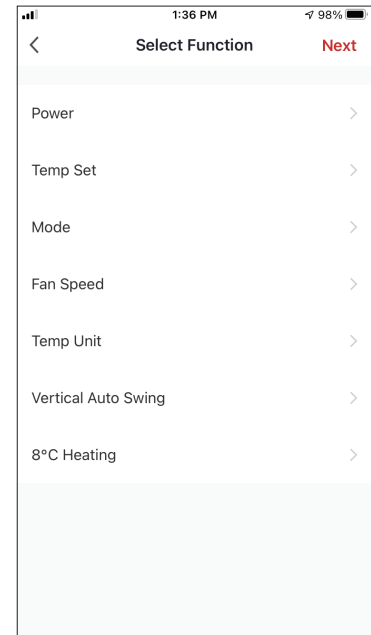 1:36 PM 98%
Select Function Next
Power
Temp Set
Mode
Fan Speed
Temp Unit
Vertical Auto Swing
8°C Heating